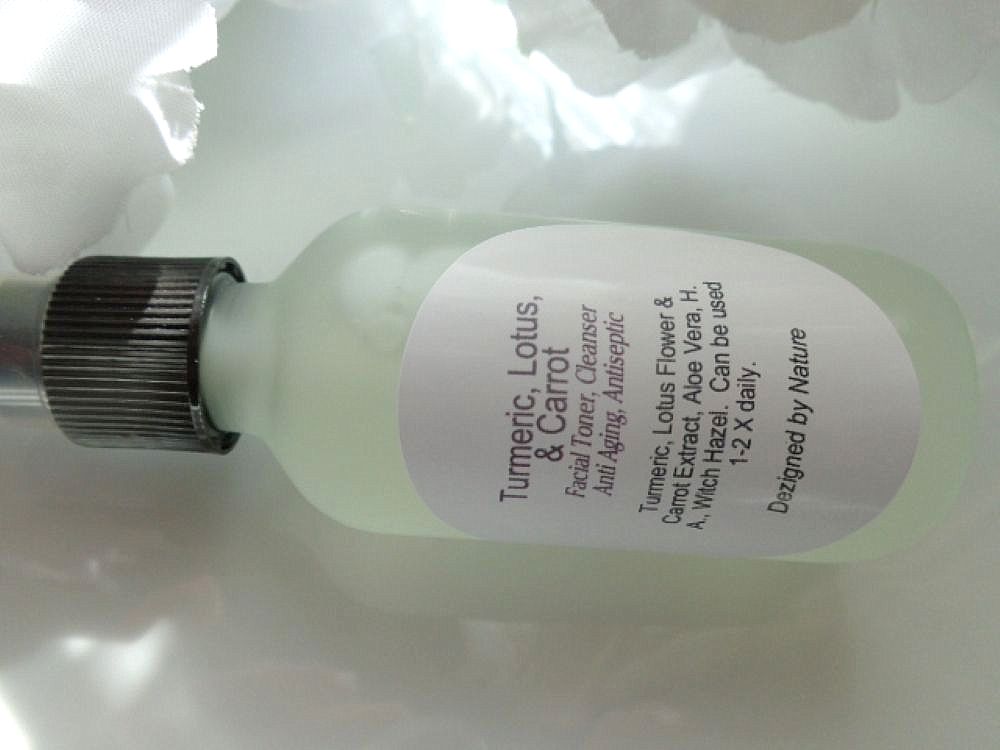 Turmeric, Lotus,
& Carrot
Facial Toner, Cleanser
Anti Aging, Antiseptic
Turmeric, Lotus Flower &
Carrot Extract, Aloe Vera, H.
A., Witch Hazel. Can be used
1-2 X daily.
Dezigned by Nature